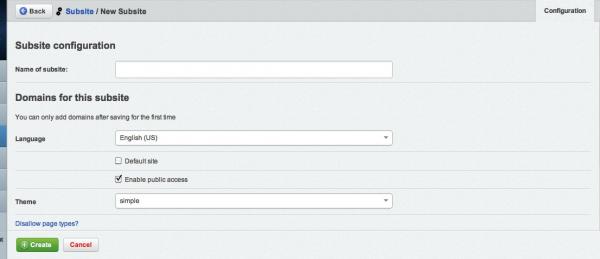 Back Subsite / New Subsite Configuration
Subsite configuration
Name of subsite:
Domains for this subsite
You can only add domains after saving for the first time
Language English (US)
Default site
Enable public access
Theme simple
Disallow page types?
Create Cancel